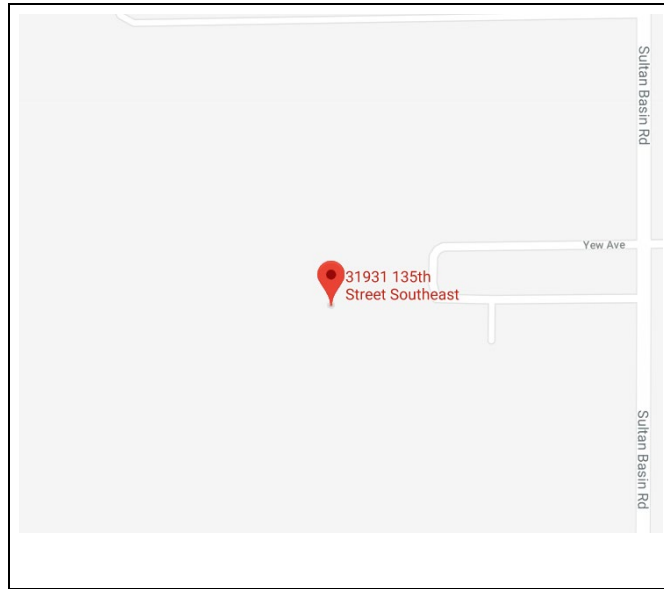 Sultan Basin Rd
Yew Ave
31931 135th
Street Southeast
Sultan Basin Rd